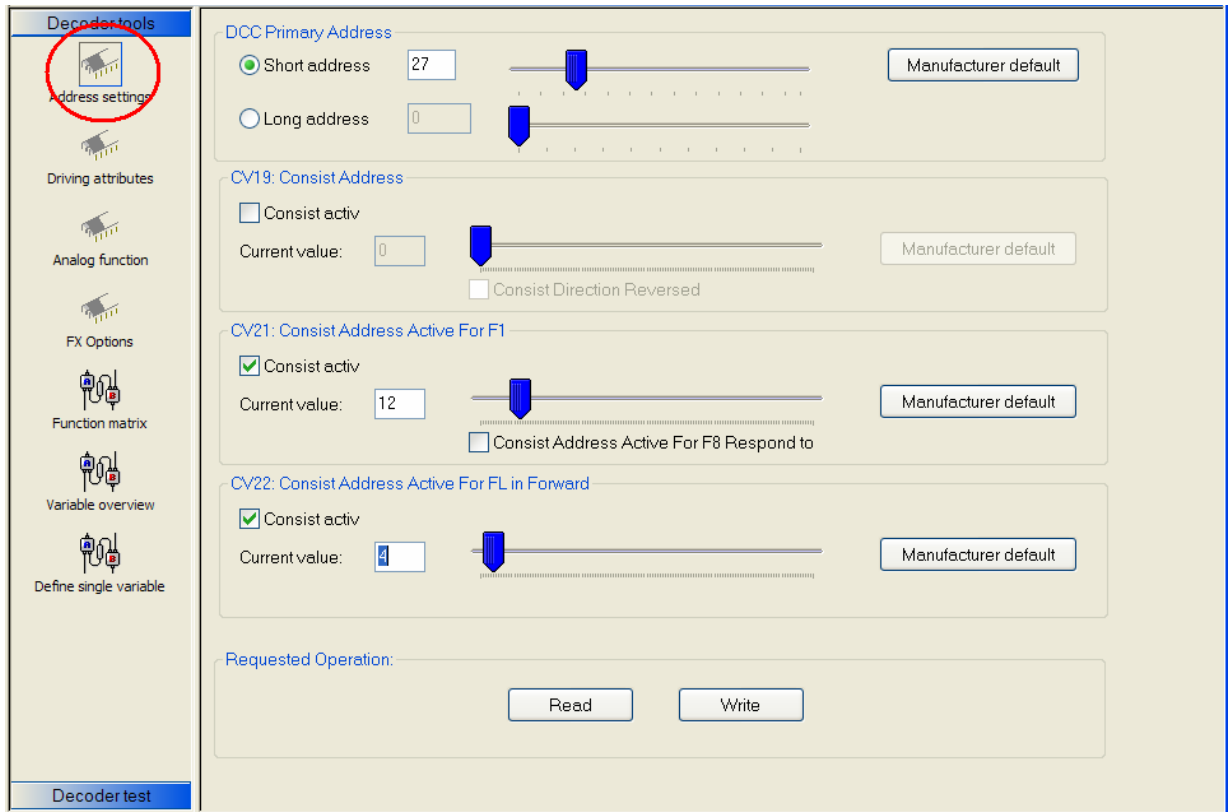 Decoder tools
Address settings
Driving attributes
Analog function
FX Options
Function matrix
Variable overview
Define single variable
Decoder test
DCC Primary Address
Short address 27 Manufacturer default
Long address 0
CV19: Consist Address
Consist activ
Current value: 0 Manufacturer default
Consist Direction Reversed
CV21: Consist Address Active For F1
Consist activ
Current value: 12 Manufacturer default
Consist Address Active For F8 Respond to
CV22: Consist Address Active For FL in Forward
Consist activ
Current value: 4 Manufacturer default
Requested Operation:
Read Write